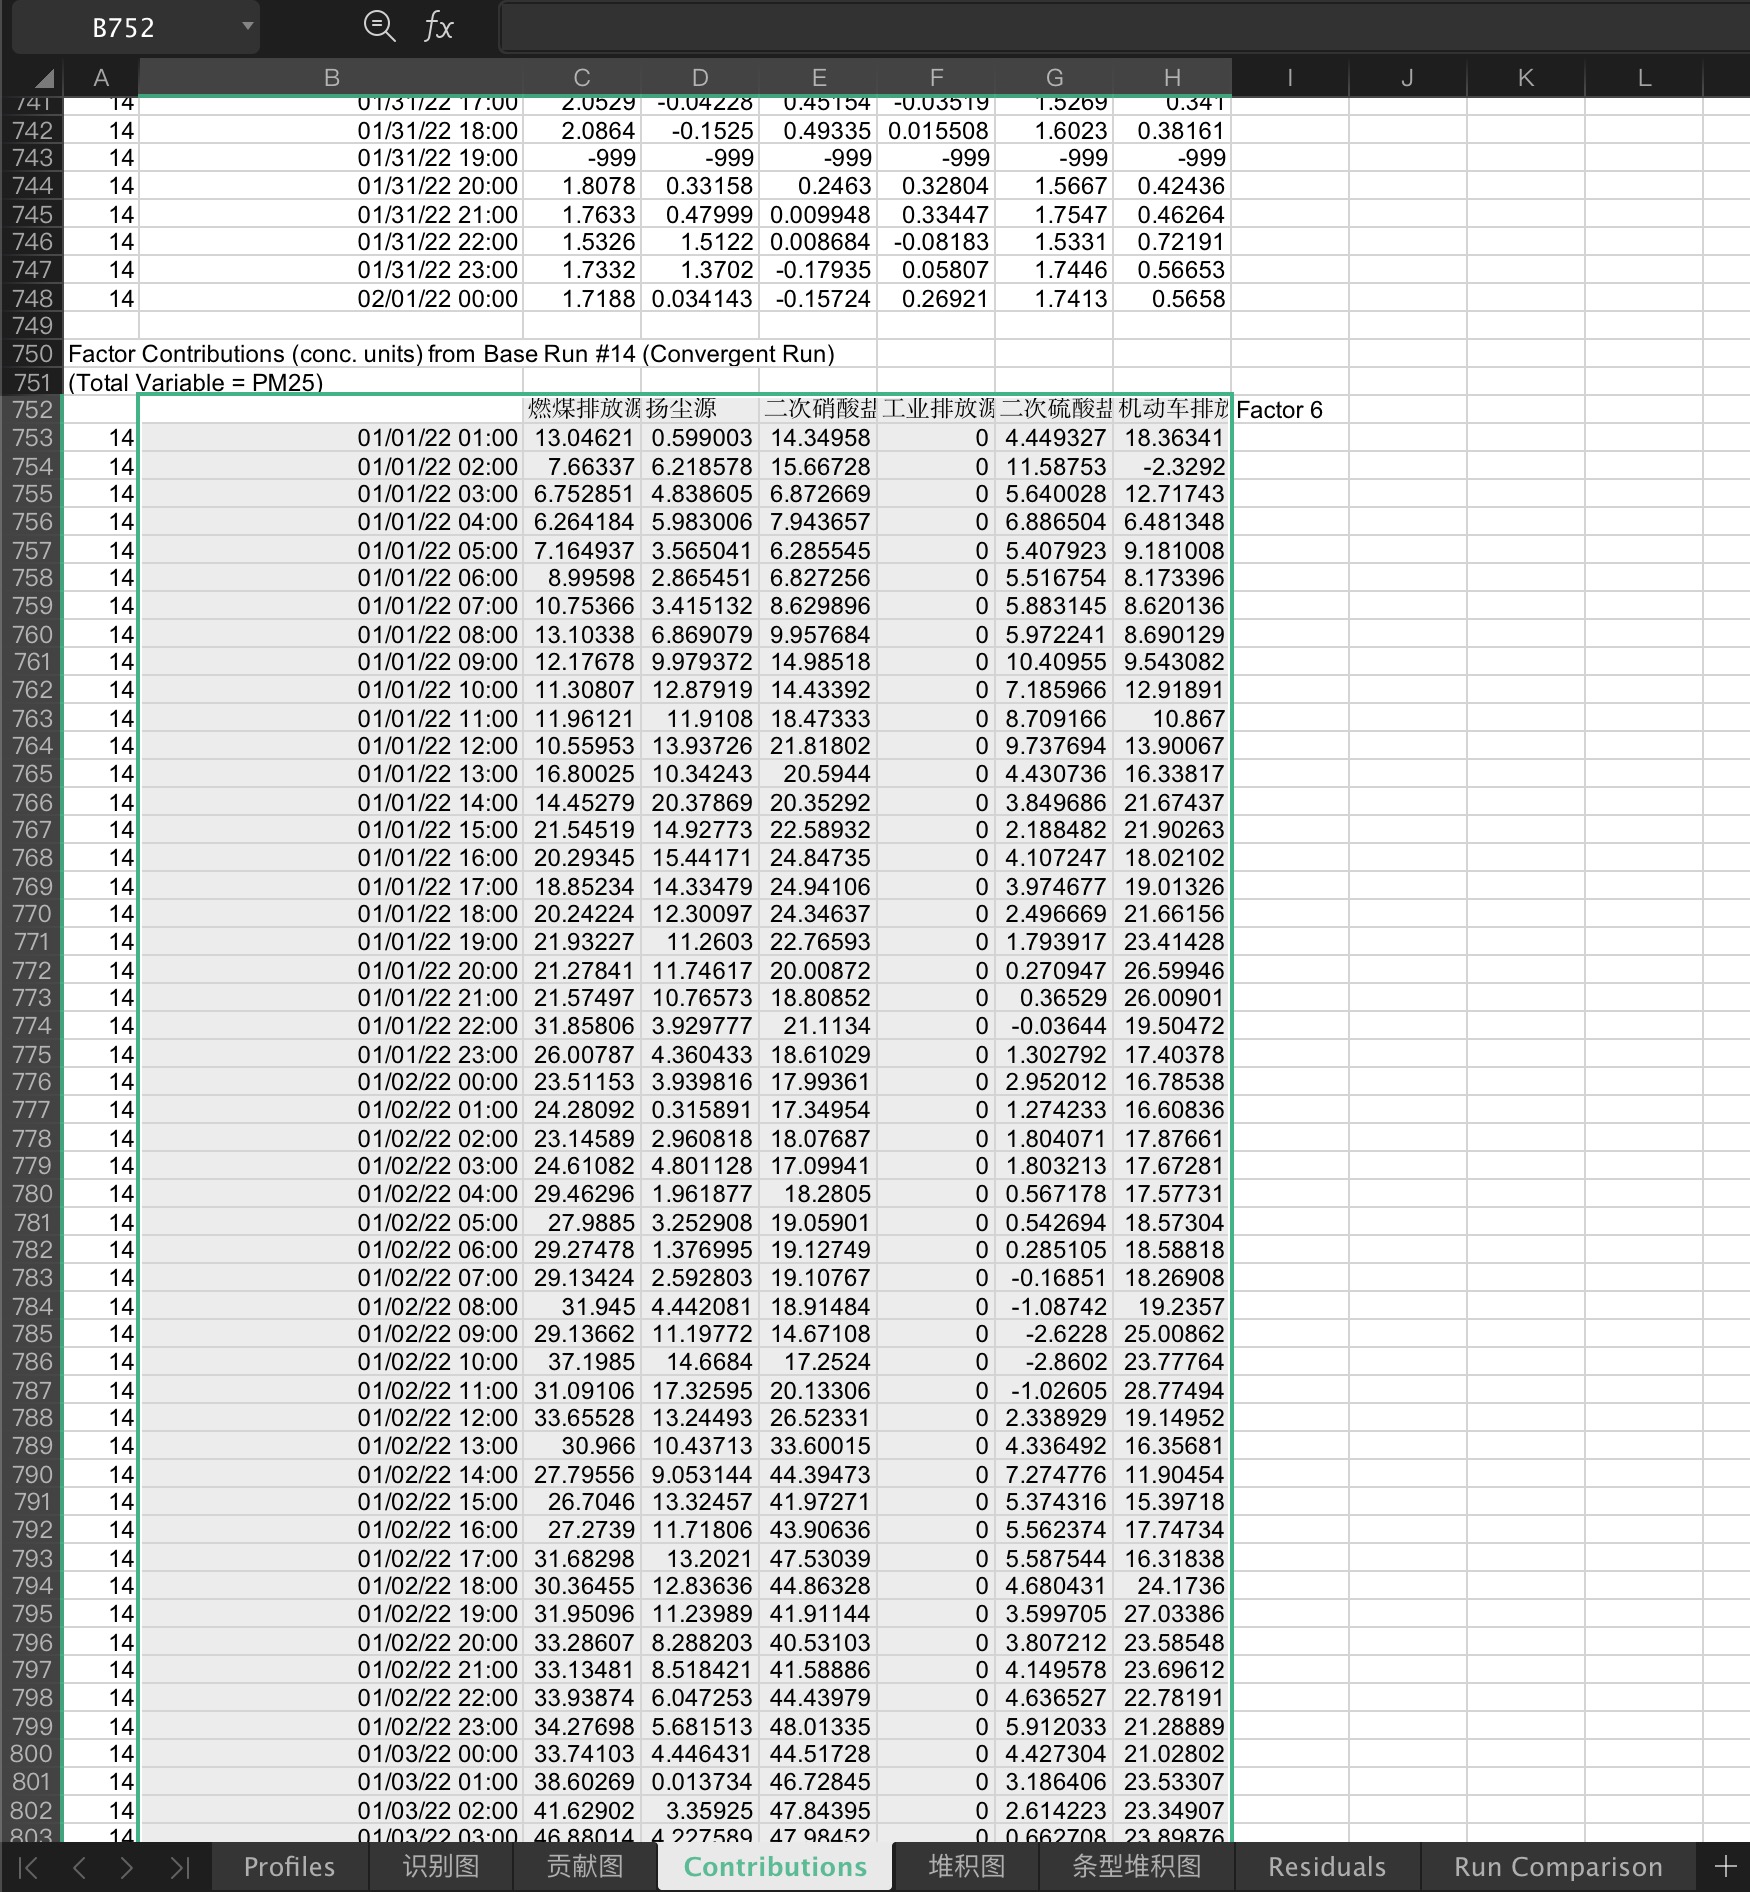 B752 fx
A B C D E F G H I J K L
741 14 01/31/22 17:00 2.0529 -0.04228 0.45154 -0.03519 1.5269 0.341
742 14 01/31/22 18:00 2.0864 -0.1525 0.49335 0.015508 1.6023 0.38161
743 14 01/31/22 19:00 -999 -999 -999 -999 -999 -999
744 14 01/31/22 20:00 1.8078 0.33158 0.2463 0.32804 1.5667 0.42436
745 14 01/31/22 21:00 1.7633 0.47999 0.009948 0.33447 1.7547 0.46264
746 14 01/31/22 22:00 1.5326 1.5122 0.008684 -0.08183 1.5331 0.72191
747 14 01/31/22 23:00 1.7332 1.3702 -0.17935 0.05807 1.7446 0.56653
748 14 02/01/22 00:00 1.7188 0.034143 -0.15724 0.26921 1.7413 0.5658
749
750 Factor Contributions (conc. units) from Base Run #14 (Convergent Run)
751 (Total Variable = PM25)
752 燃煤排放源 扬尘源 二次硝酸盐 工业排放源 二次硫酸盐 机动车排放 Factor 6
753 14 01/01/22 01:00 13.04621 0.599003 14.34958 0 4.449327 18.36341
754 14 01/01/22 02:00 7.66337 6.218578 15.66728 0 11.58753 -2.3292
755 14 01/01/22 03:00 6.752851 4.838605 6.872669 0 5.640028 12.71743
756 14 01/01/22 04:00 6.264184 5.983006 7.943657 0 6.886504 6.481348
757 14 01/01/22 05:00 7.164937 3.565041 6.285545 0 5.407923 9.181008
758 14 01/01/22 06:00 8.99598 2.865451 6.827256 0 5.516754 8.173396
759 14 01/01/22 07:00 10.75366 3.415132 8.629896 0 5.883145 8.620136
760 14 01/01/22 08:00 13.10338 6.869079 9.957684 0 5.972241 8.690129
761 14 01/01/22 09:00 12.17678 9.979372 14.98518 0 10.40955 9.543082
762 14 01/01/22 10:00 11.30807 12.87919 14.43392 0 7.185966 12.91891
763 14 01/01/22 11:00 11.96121 11.9108 18.47333 0 8.709166 10.867
764 14 01/01/22 12:00 10.55953 13.93726 21.81802 0 9.737694 13.90067
765 14 01/01/22 13:00 16.80025 10.34243 20.5944 0 4.430736 16.33817
766 14 01/01/22 14:00 14.45279 20.37869 20.35292 0 3.849686 21.67437
767 14 01/01/22 15:00 21.54519 14.92773 22.58932 0 2.188482 21.90263
768 14 01/01/22 16:00 20.29345 15.44171 24.84735 0 4.107247 18.02102
769 14 01/01/22 17:00 18.85234 14.33479 24.94106 0 3.974677 19.01326
770 14 01/01/22 18:00 20.24224 12.30097 24.34637 0 2.496669 21.66156
771 14 01/01/22 19:00 21.93227 11.2603 22.76593 0 1.793917 23.41428
772 14 01/01/22 20:00 21.27841 11.74617 20.00872 0 0.270947 26.59946
773 14 01/01/22 21:00 21.57497 10.76573 18.80852 0 0.36529 26.00901
774 14 01/01/22 22:00 31.85806 3.929777 21.1134 0 -0.03644 19.50472
775 14 01/01/22 23:00 26.00787 4.360433 18.61029 0 1.302792 17.40378
776 14 01/02/22 00:00 23.51153 3.939816 17.99361 0 2.952012 16.78538
777 14 01/02/22 01:00 24.28092 0.315891 17.34954 0 1.274233 16.60836
778 14 01/02/22 02:00 23.14589 2.960818 18.07687 0 1.804071 17.87661
779 14 01/02/22 03:00 24.61082 4.801128 17.09941 0 1.803213 17.67281
780 14 01/02/22 04:00 29.46296 1.961877 18.2805 0 0.567178 17.57731
781 14 01/02/22 05:00 27.9885 3.252908 19.05901 0 0.542694 18.57304
782 14 01/02/22 06:00 29.27478 1.376995 19.12749 0 0.285105 18.58818
783 14 01/02/22 07:00 29.13424 2.592803 19.10767 0 -0.16851 18.26908
784 14 01/02/22 08:00 31.945 4.442081 18.91484 0 -1.08742 19.2357
785 14 01/02/22 09:00 29.13662 11.19772 14.67108 0 -2.6228 25.00862
786 14 01/02/22 10:00 37.1985 14.6684 17.2524 0 -2.8602 23.77764
787 14 01/02/22 11:00 31.09106 17.32595 20.13306 0 -1.02605 28.77494
788 14 01/02/22 12:00 33.65528 13.24493 26.52331 0 2.338929 19.14952
789 14 01/02/22 13:00 30.966 10.43713 33.60015 0 4.336492 16.35681
790 14 01/02/22 14:00 27.79556 9.053144 44.39473 0 7.274776 11.90454
791 14 01/02/22 15:00 26.7046 13.32457 41.97271 0 5.374316 15.39718
792 14 01/02/22 16:00 27.2739 11.71806 43.90636 0 5.562374 17.74734
793 14 01/02/22 17:00 31.68298 13.2021 47.53039 0 5.587544 16.31838
794 14 01/02/22 18:00 30.36455 12.83636 44.86328 0 4.680431 24.1736
795 14 01/02/22 19:00 31.95096 11.23989 41.91144 0 3.599705 27.03386
796 14 01/02/22 20:00 33.28607 8.288203 40.53103 0 3.807212 23.58548
797 14 01/02/22 21:00 33.13481 8.518421 41.58886 0 4.149578 23.69612
798 14 01/02/22 22:00 33.93874 6.047253 44.43979 0 4.636527 22.78191
799 14 01/02/22 23:00 34.27698 5.681513 48.01335 0 5.912033 21.28889
800 14 01/03/22 00:00 33.74103 4.446431 44.51728 0 4.427304 21.02802
801 14 01/03/22 01:00 38.60269 0.013734 46.72845 0 3.186406 23.53307
802 14 01/03/22 02:00 41.62902 3.35925 47.84395 0 2.614223 23.34907
803 14 01/03/22 03:00 46.88014 4.227589 47.98452 0 0.662708 23.89876
Profiles 识别图 贡献图 Contributions 堆积图 条型堆积图 Residuals Run Comparison +